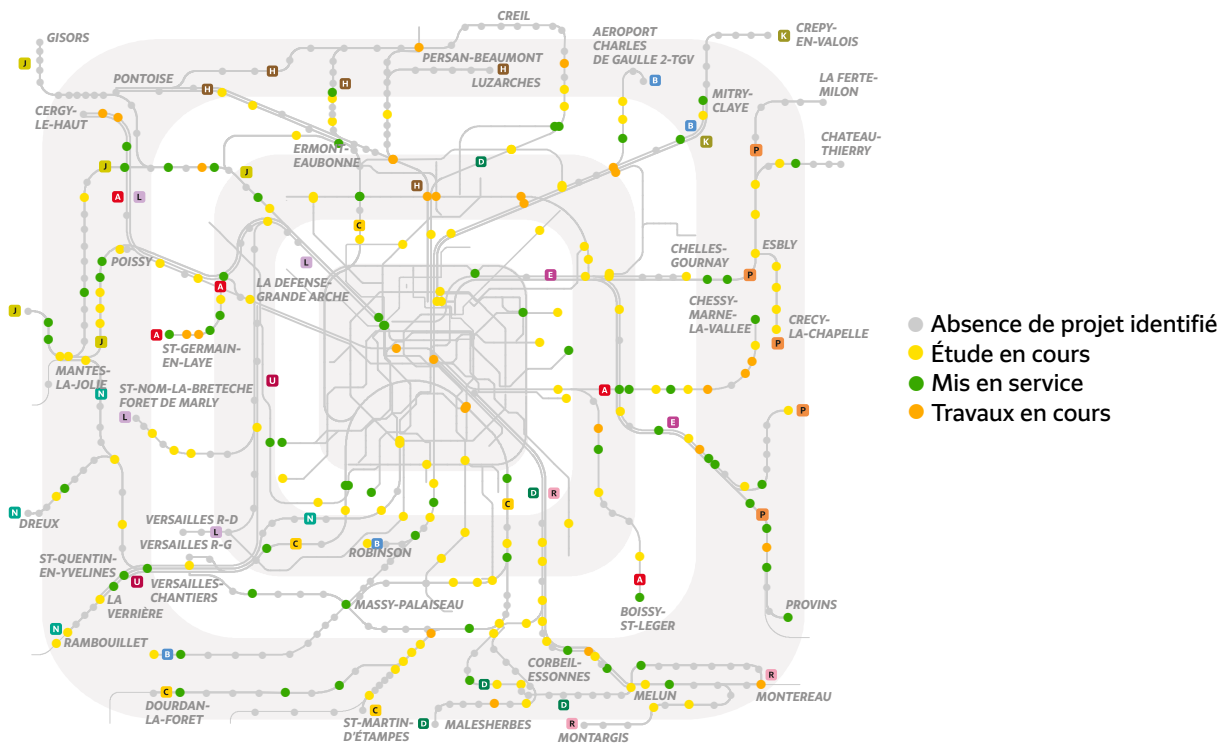 GISORS
J
CREIL
AEROPORT
CHARLES
DE GAULLE 2-TGV
CREPY-
EN-VALOIS
K
PERSAN-BEAUMONT
PONTOISE
H
H
H
H
LUZARCHES
B
MITRY-
CLAYE
LA FERTE-
MILON
CERGY-
LE-HAUT
B
K
ERMONT-
EAUBONNE
D
P
CHATEAU-
THIERRY
J
J
A
L
H
C
POISSY
L
LA DEFENSE-
GRANDE ARCHE
E
CHELLES-
GOURNAY
ESBLY
P
A
J
CHESSY-
MARNE-
LA-VALLEE
CRECY-
LA-CHAPELLE
P
A
J
ST-GERMAIN-
EN-LAYE
Absence de projet identifié
Étude en cours
Mis en service
Travaux en cours
MANTES-
LA-JOLIE
N
ST-NOM-LA-BRETECHE
FORET DE MARLY
U
L
A
E
P
N
DREUX
VERSAILLES R-D
L
N
C
D
R
P
VERSAILLES R-G
C
B
ROBINSON
ST-QUENTIN-
EN-YVELINES
U
VERSAILLES-
CHANTIERS
LA
VERRIÈRE
MASSY-PALAISEAU
A
BOISSY-
ST-LEGER
PROVINS
N
RAMBOUILLET
B
CORBEIL-
ESSONNES
R
C
DOURDAN-
LA-FORET
D
MELUN
MONTEREAU
C
ST-MARTIN-
D'ÉTAMPES
D
MALESHERBES
D
R
MONTARGIS